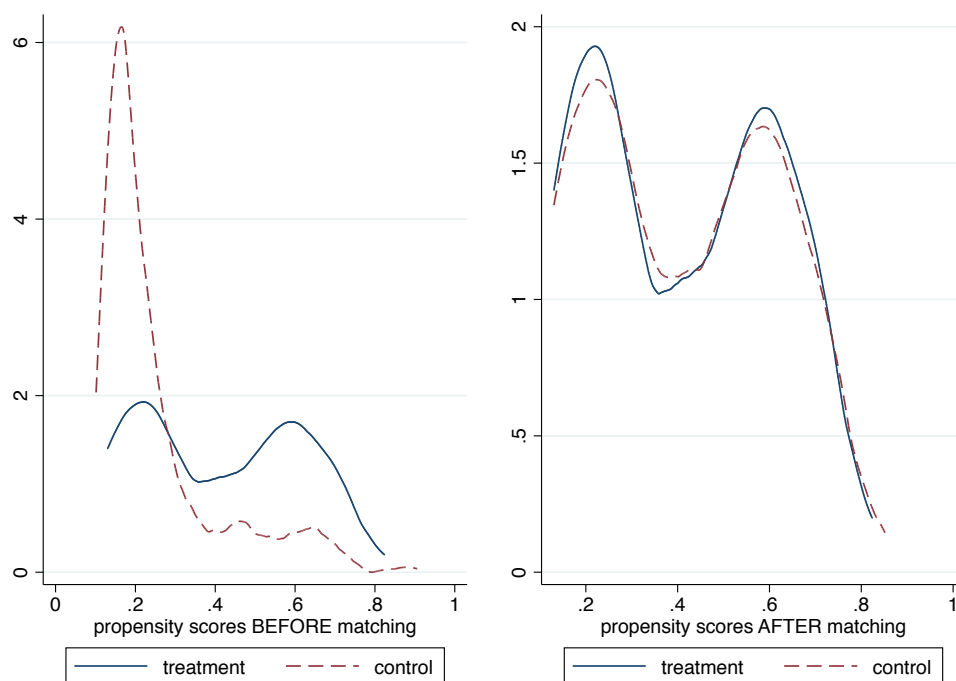 6
4
2
0
0 .2 .4 .6 .8 1
propensity scores BEFORE matching
treatment control
2
1.5
1
.5
0
.2 .4 .6 .8 1
propensity scores AFTER matching
treatment control